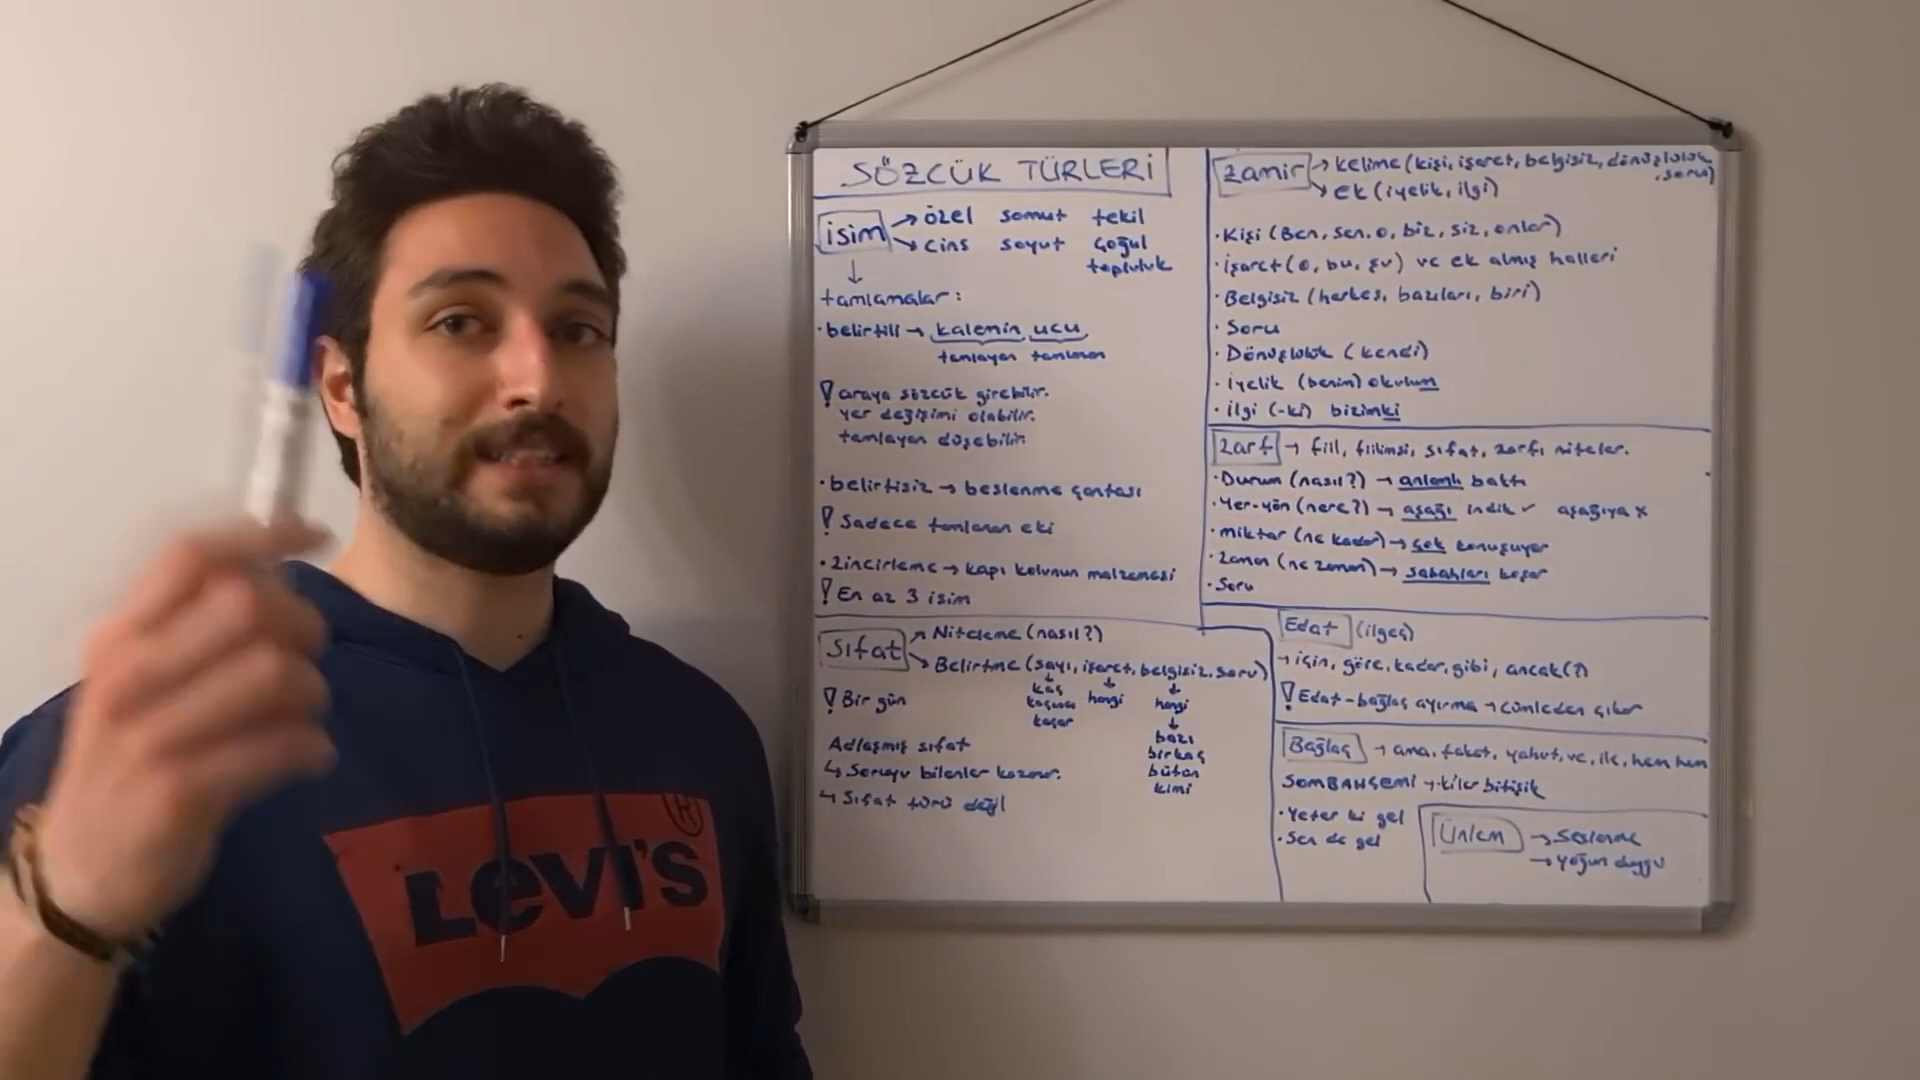 SÖZCÜK TÜRLERİ
isim → özel somut tekil
→ cins soyut çoğul
topluluk
↓
tamlamalar:
• belirtili → kalemin ucu
tamlayan tamlanan
! araya sözcük girebilir.
yer değişimi olabilir.
tamlayan düşebilir.
• belirtisiz → beslenme çantası
! Sadece tamlanan eki
• Zincirleme → kapı kolunun malzemesi
! En az 3 isim
Sıfat → Niteleme (nasıl?)
→ Belirtme (sayı, işaret, belgisiz, soru)
↓ ↓ ↓
kaç hangi hangi
kaçıncı
kaçar
↓
bazı
birkaç
bütün
kimi
! Bir gün
Adlaşmış sıfat
↳ Soruyu bilenler kazanır.
↳ Sıfat türü değil
Zamir → kelime (kişi, işaret, belgisiz, dönüşlülük, soru)
→ ek (iyelik, ilgi)
• Kişi (Ben, sen, o, biz, siz, onlar)
• işaret (o, bu, şu) ve ek almış halleri
• Belgisiz (herkes, bazıları, biri)
• Soru
• Dönüşlülük (kendi)
• iyelik (benim) okulum
• ilgi (-ki) bizimki
Zarf → fiil, fiilimsi, sıfat, zarfı niteler.
• Durum (nasıl?) → anlamlı baktı
• Yer-yön (nere?) → aşağı indik ✓ aşağıya x
• miktar (ne kadar) → çok konuşuyor
• Zaman (ne zaman) → sabahları koşar
• Soru
Edat (ilgeç)
→ için, göre, kadar, gibi, ancak(?)
! Edat-bağlaç ayırma → cümleden çıkar
Bağlaç → ama, fakat, yahut, ve, ile, hem hem
SOMBAHÇEMİ → kiler bitişik
• Yeter ki gel
• Sen de gel
Ünlem → Seslenme
→ yoğun duygu
LEVI'S ®